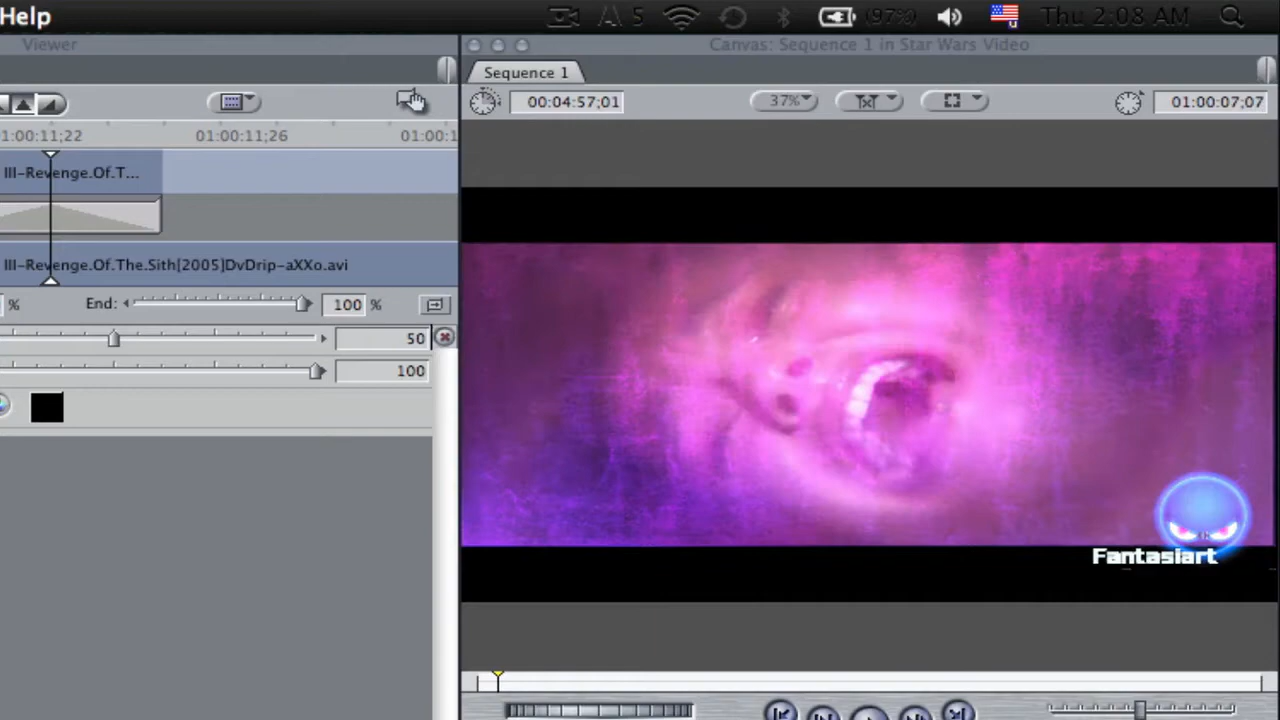 Help
5
(97%)
Thu 2:08 AM
Viewer
Canvas: Sequence 1 in Star Wars Video
Sequence 1
00:04:57;01
37%
01:00:07;07
1:00:11;22
01:00:11;26
01:00:1
III-Revenge.Of.T...
III-Revenge.Of.The.Sith[2005]DvDrip-aXXo.avi
%
End:
100 %
50
100
Fantasiart